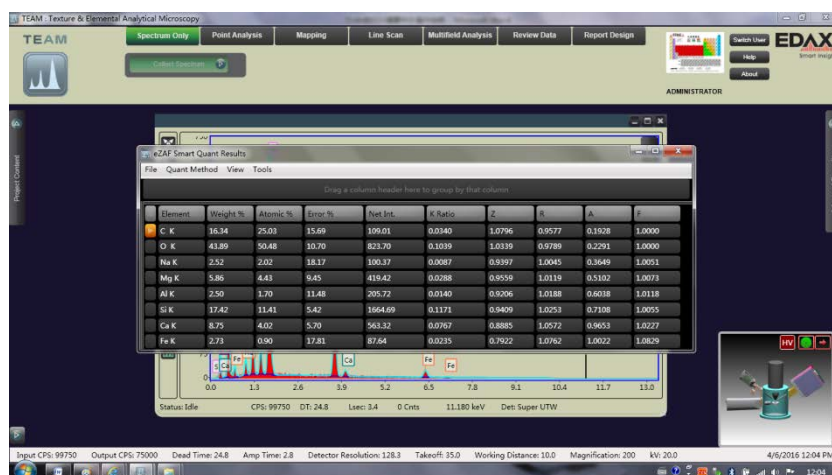 TEAM : Texture & Elemental Analytical Microscopy
TEAM
Spectrum Only Point Analysis Mapping Line Scan Multifield Analysis Review Data Report Design
Collect Spectrum
Switch User
Help
About
EDAX
Smart Insig
ADMINISTRATOR
Project Content
eZAF Smart Quant Results
File Quant Method View Tools
Drag a column header here to group by that column
Element Weight % Atomic % Error % Net Int. K Ratio Z R A F
C K 16.34 25.03 15.69 109.01 0.0340 1.0796 0.9577 0.1928 1.0000
O K 43.89 50.48 10.70 823.70 0.1039 1.0339 0.9789 0.2291 1.0000
Na K 2.52 2.02 18.17 100.37 0.0087 0.9397 1.0045 0.3649 1.0051
Mg K 5.86 4.43 9.45 419.42 0.0288 0.9559 1.0119 0.5102 1.0073
Al K 2.50 1.70 11.48 205.72 0.0140 0.9206 1.0188 0.6038 1.0118
Si K 17.42 11.41 5.42 1664.69 0.1171 0.9409 1.0253 0.7108 1.0055
Ca K 8.75 4.02 5.70 563.32 0.0767 0.8885 1.0572 0.9653 1.0227
Fe K 2.73 0.90 17.81 87.64 0.0235 0.7922 1.0762 1.0022 1.0829
HV
S Ca Fe Ca Fe Fe
0.0 1.3 2.6 3.9 5.2 6.5 7.8 9.1 10.4 11.7 13.0
Status: Idle CPS: 99750 DT: 24.8 Lsec: 3.4 0 Cnts 11.180 keV Det: Super UTW
Input CPS: 99750 Output CPS: 75000 Dead Time: 24.8 Amp Time: 2.8 Detector Resolution: 128.3 Takeoff: 35.0 Working Distance: 10.0 Magnification: 200 kV: 20.0 4/6/2016 12:04 PM
12:04